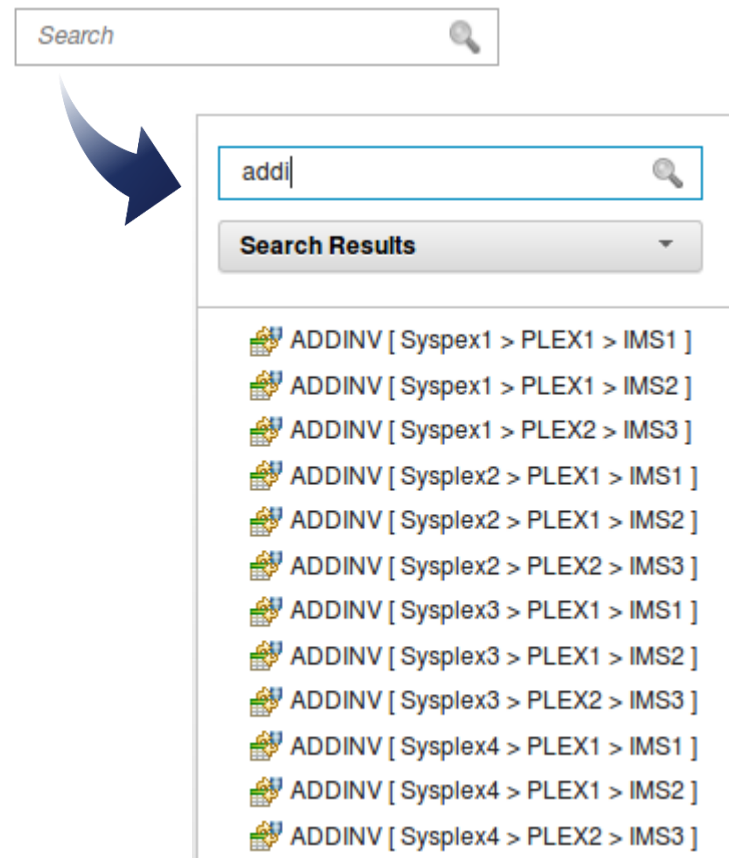 Search
addi
Search Results
ADDINV [ Syspex1 > PLEX1 > IMS1 ]
ADDINV [ Syspex1 > PLEX1 > IMS2 ]
ADDINV [ Syspex1 > PLEX2 > IMS3 ]
ADDINV [ Sysplex2 > PLEX1 > IMS1 ]
ADDINV [ Sysplex2 > PLEX1 > IMS2 ]
ADDINV [ Sysplex2 > PLEX2 > IMS3 ]
ADDINV [ Sysplex3 > PLEX1 > IMS1 ]
ADDINV [ Sysplex3 > PLEX1 > IMS2 ]
ADDINV [ Sysplex3 > PLEX2 > IMS3 ]
ADDINV [ Sysplex4 > PLEX1 > IMS1 ]
ADDINV [ Sysplex4 > PLEX1 > IMS2 ]
ADDINV [ Sysplex4 > PLEX2 > IMS3 ]